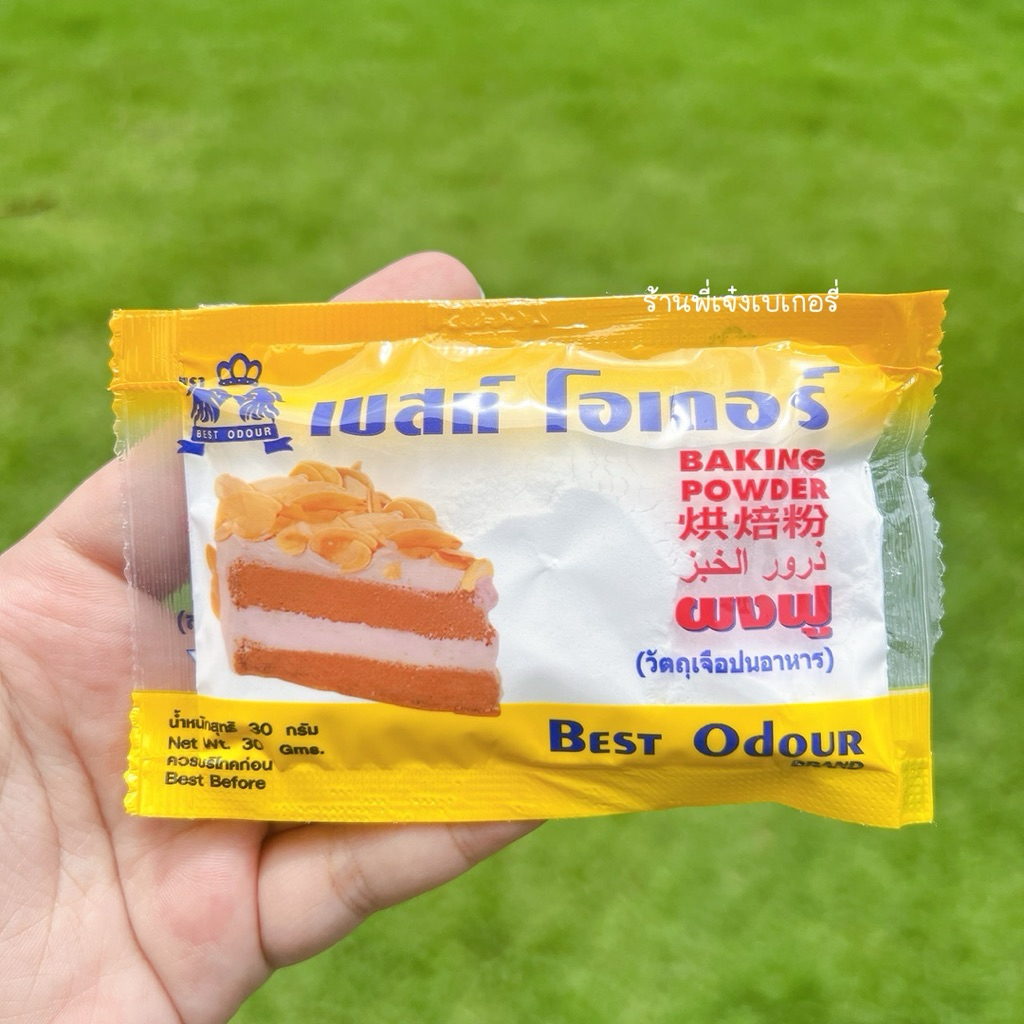 ร้านพี่เจ๋งเบเกอรี่
BEST ODOUR
เบสท์ โอเดอร์
BAKING
POWDER
烘焙粉
ذرور الخبز
ผงฟู
(วัตถุเจือปนอาหาร)
น้ำหนักสุทธิ 30 กรัม
Net Wt. 30 Gms.
ควรบริโภคก่อน
Best Before
BEST ODOUR
BRAND